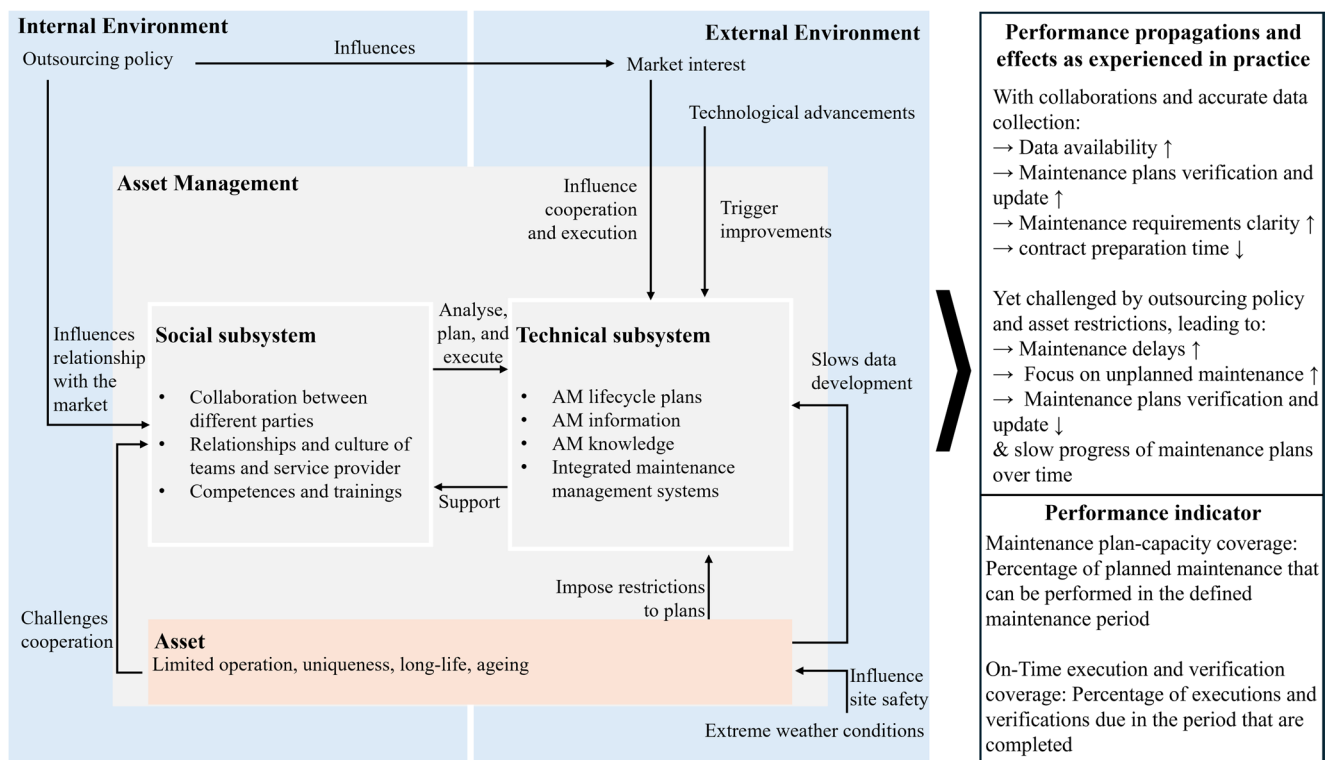 Internal Environment
External Environment
Outsourcing policy
Influences
Market interest
Technological advancements
Asset Management
Influence
cooperation
and execution
Trigger
improvements
Influences
relationship
with the
market
Social subsystem
• Collaboration between
different parties
• Relationships and culture of
teams and service provider
• Competences and trainings
Analyse,
plan, and
execute
Support
Technical subsystem
• AM lifecycle plans
• AM information
• AM knowledge
• Integrated maintenance
management systems
Slows data
development
Impose restrictions
to plans
Challenges
cooperation
Asset
Limited operation, uniqueness, long-life, ageing
Influence
site safety
Extreme weather conditions
Performance propagations and
effects as experienced in practice
With collaborations and accurate data
collection:
→ Data availability ↑
→ Maintenance plans verification and
update ↑
→ Maintenance requirements clarity ↑
→ contract preparation time ↓
Yet challenged by outsourcing policy
and asset restrictions, leading to:
→ Maintenance delays ↑
→ Focus on unplanned maintenance ↑
→ Maintenance plans verification and
update ↓
& slow progress of maintenance plans
over time
Performance indicator
Maintenance plan-capacity coverage:
Percentage of planned maintenance that
can be performed in the defined
maintenance period
On-Time execution and verification
coverage: Percentage of executions and
verifications due in the period that are
completed